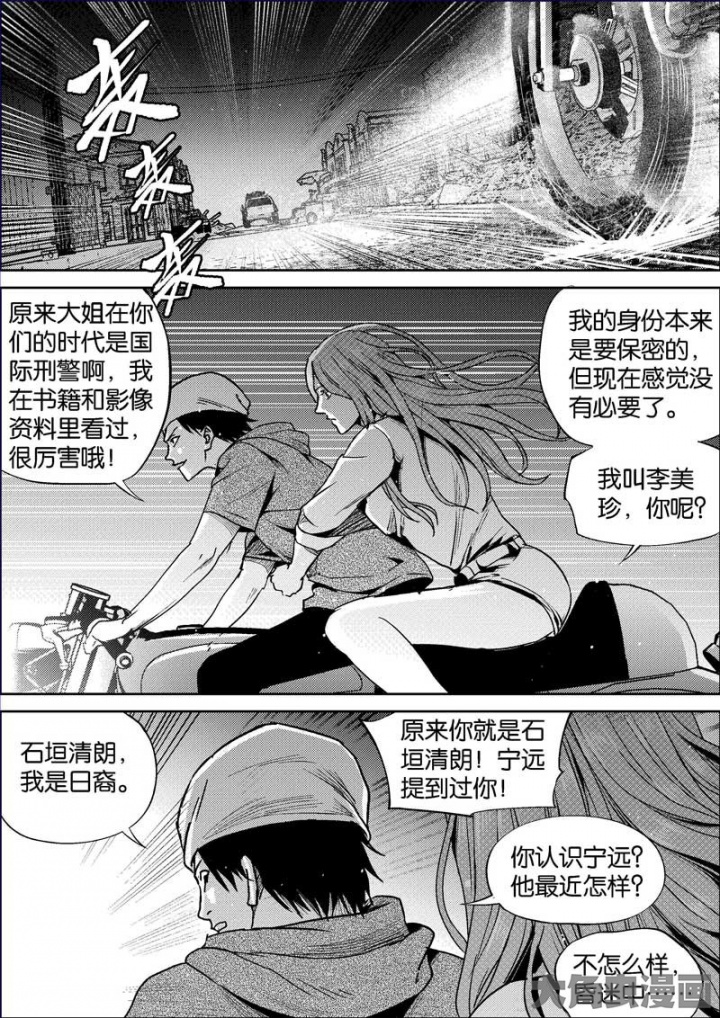 轰
轰
轰
轰
原来大姐在你
们的时代是国
际刑警啊，我
在书籍和影像
资料里看过，
很厉害哦！
我的身份本来
是要保密的，
但现在感觉没
有必要了。
我叫李美
珍，你呢？
石垣清朗，
我是日裔。
原来你就是石
垣清朗！宁远
提到过你！
你认识宁远？
他最近怎样？
不怎么样，
昏迷中……